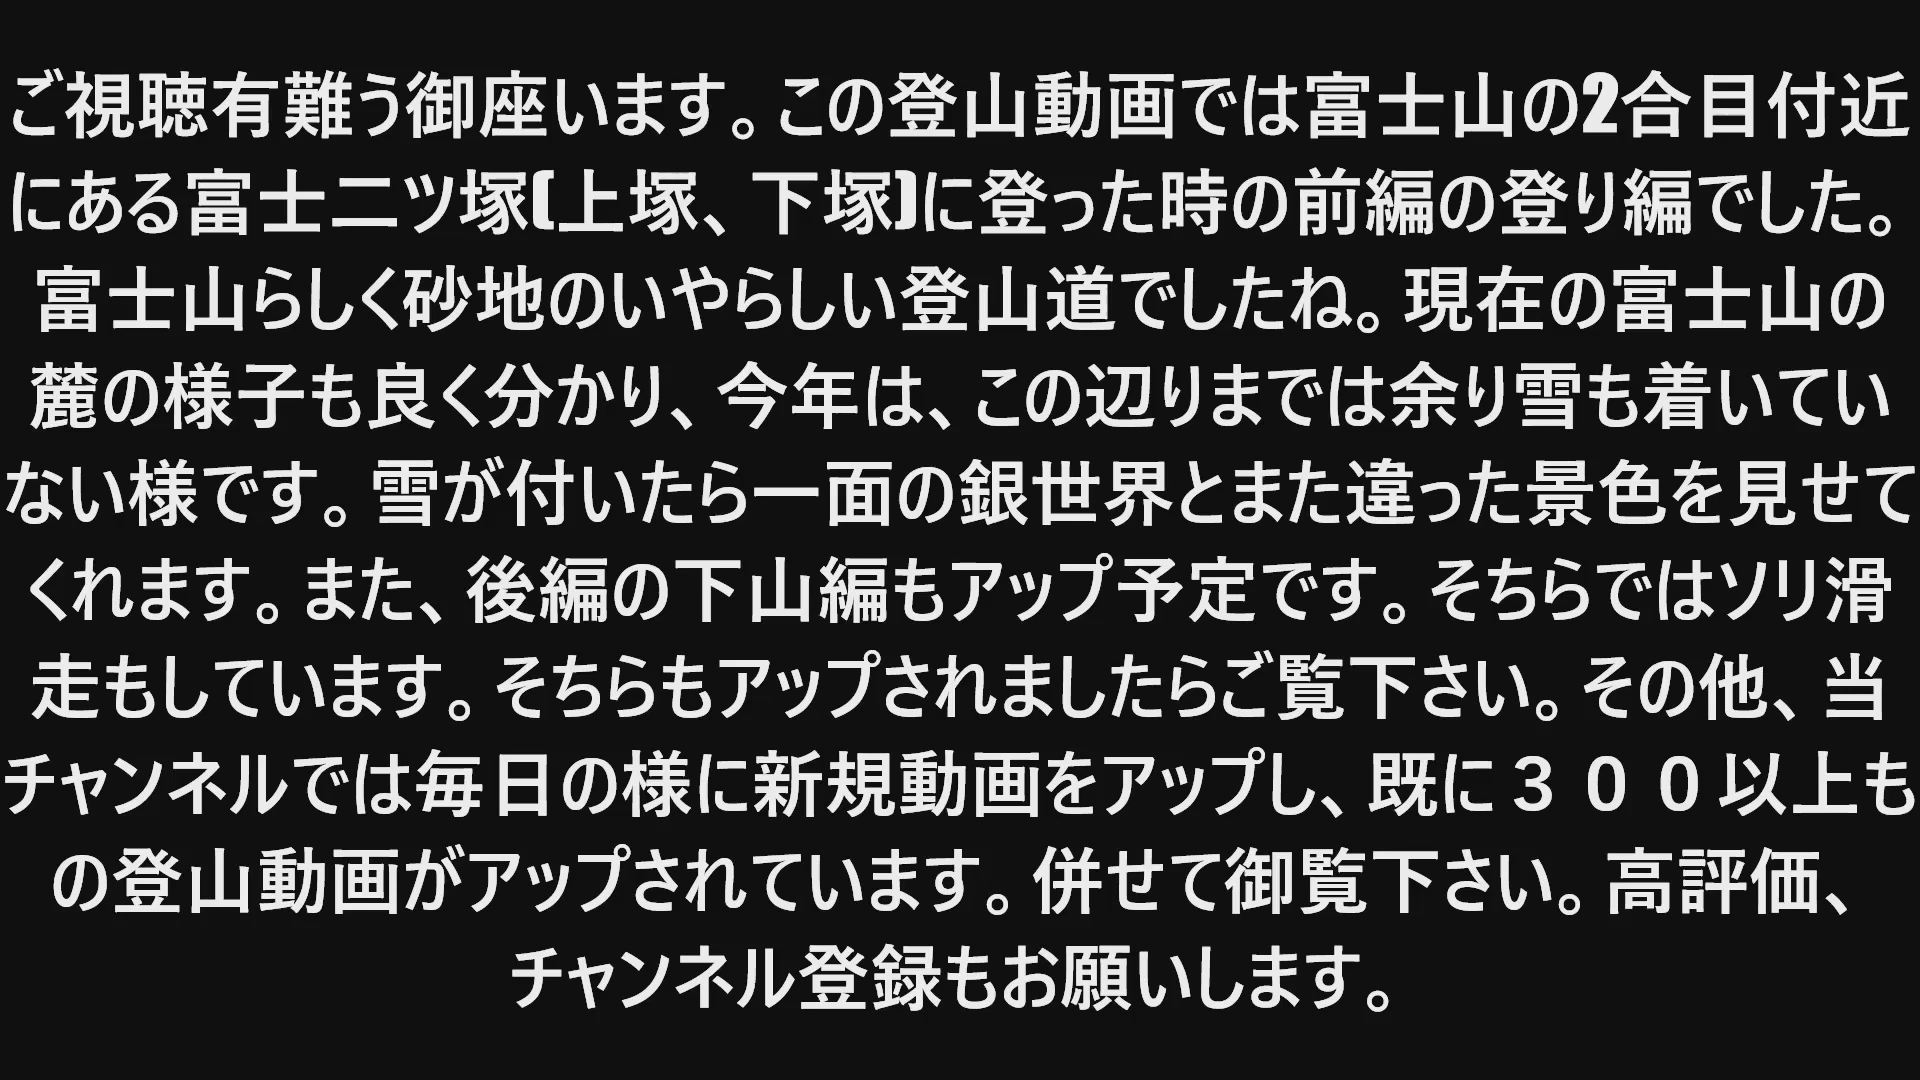 ご視聴有難う御座います。この登山動画では富士山の2合目付近
にある富士二ツ塚(上塚、下塚)に登った時の前編の登り編でした。
富士山らしく砂地のいやらしい登山道でしたね。現在の富士山の
麓の様子も良く分かり、今年は、この辺りまでは余り雪も着いてい
ない様です。雪が付いたら一面の銀世界とまた違った景色を見せて
くれます。また、後編の下山編もアップ予定です。そちらではソリ滑
走もしています。そちらもアップされましたらご覧下さい。その他、当
チャンネルでは毎日の様に新規動画をアップし、既に３００以上も
の登山動画がアップされています。併せて御覧下さい。高評価、
チャンネル登録もお願いします。